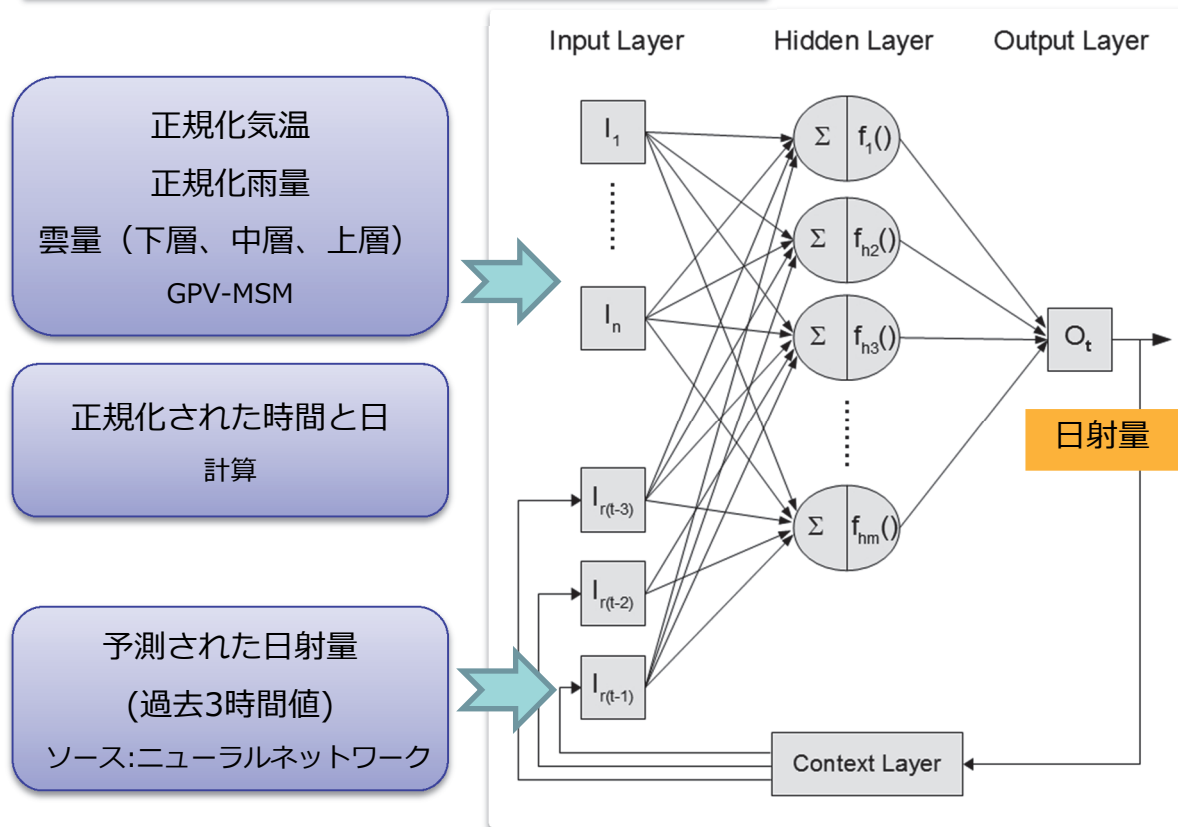 Input Layer
Hidden Layer
Output Layer
正規化気温
正規化雨量
雲量（下層、中層、上層）
GPV-MSM
正規化された時間と日
計算
予測された日射量
(過去3時間値)
ソース:ニューラルネットワーク
I1
In
Ir(t-3)
Ir(t-2)
Ir(t-1)
Σ f1()
Σ fh2()
Σ fh3()
Σ fhm()
Ot
日射量
Context Layer